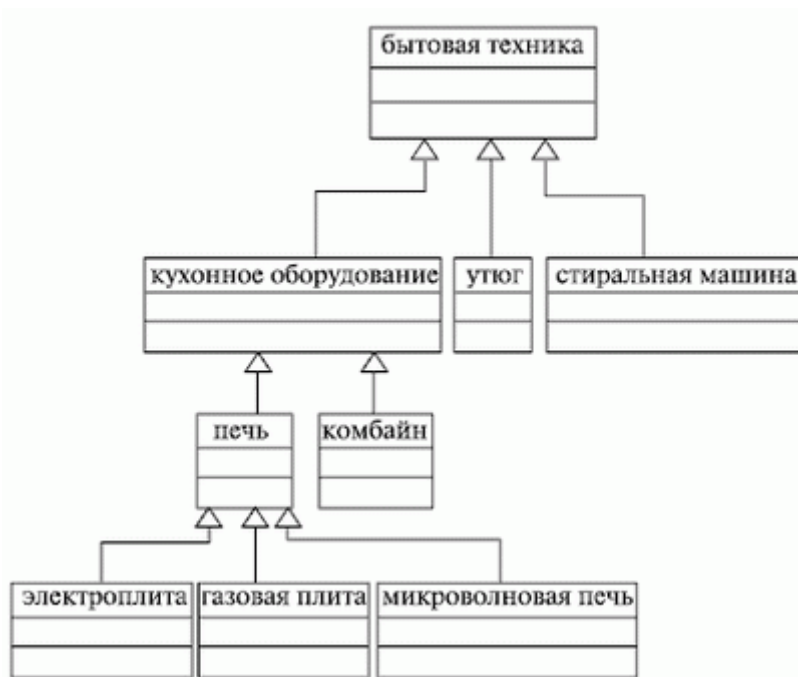 бытовая техника
кухонное оборудование
утюг
стиральная машина
печь
комбайн
электроплита
газовая плита
микроволновая печь